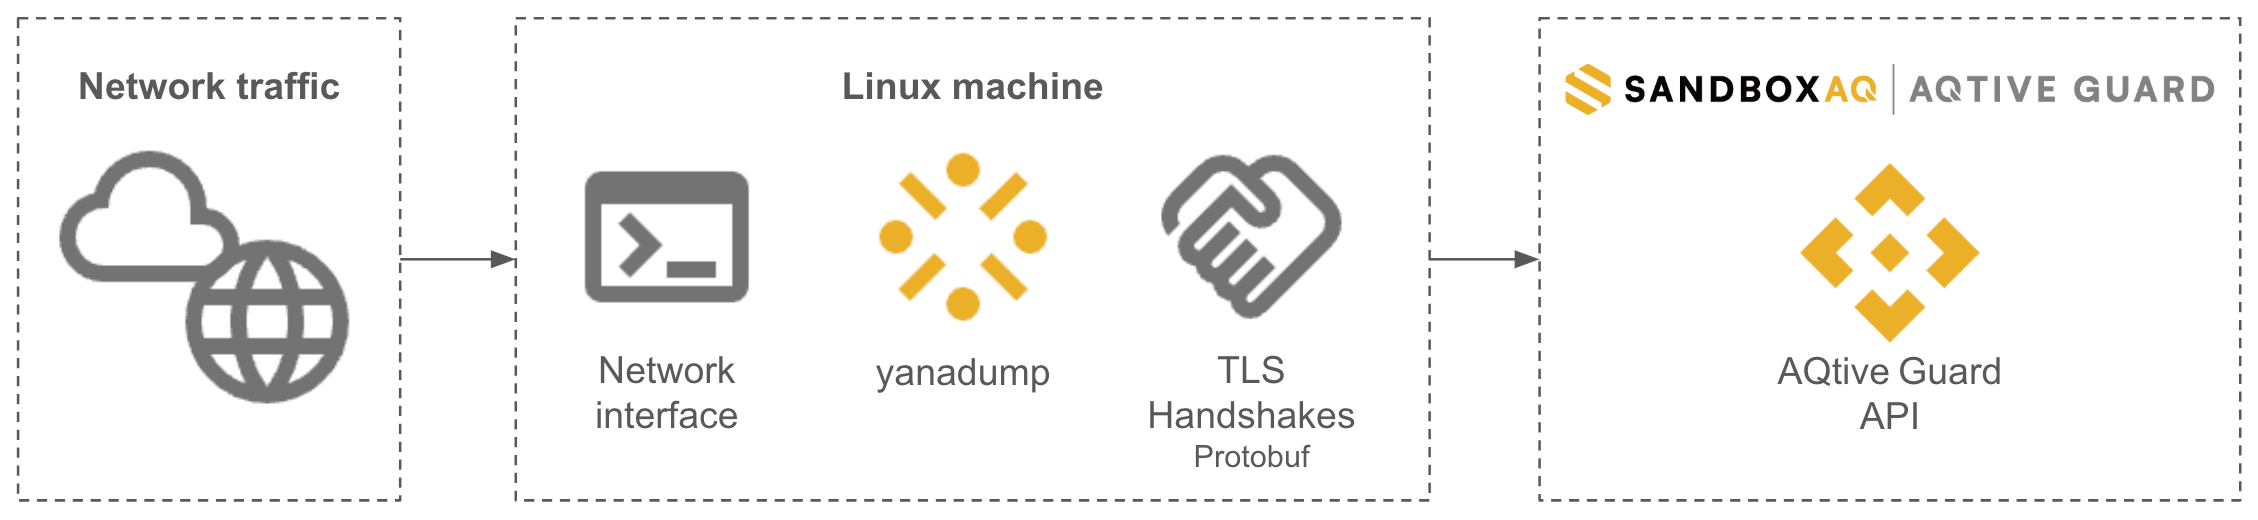 Network traffic
Linux machine
SANDBOXAQ | AQTIVE GUARD
Network
interface
yanadump
TLS
Handshakes
Protobuf
AQtive Guard
API